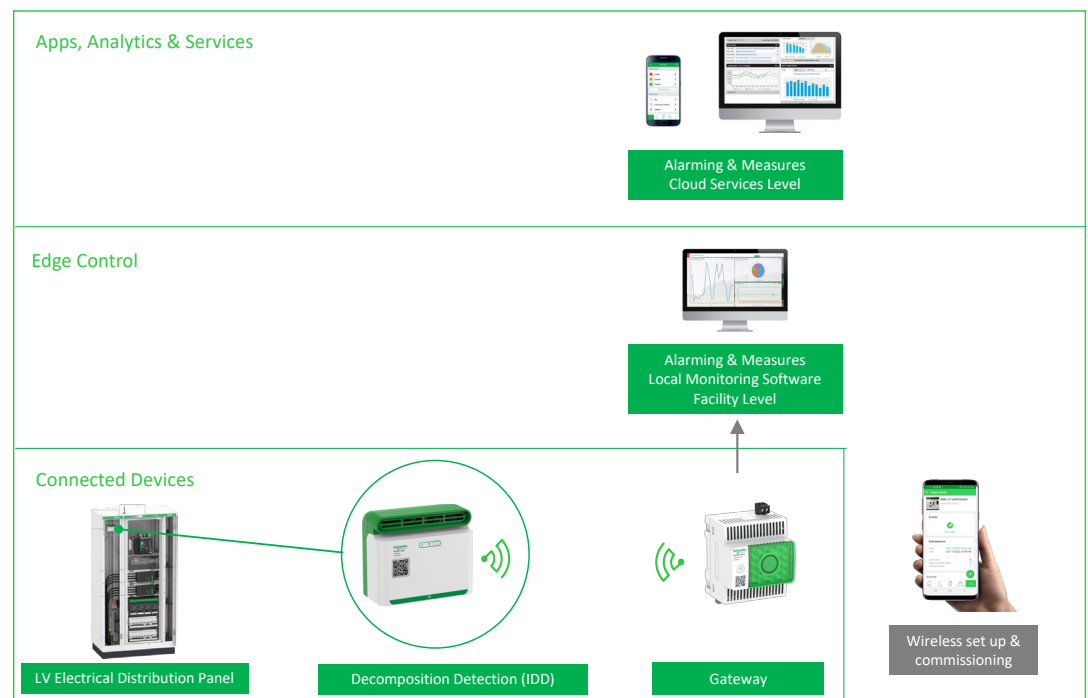 Apps, Analytics & Services
Alarming & Measures
Cloud Services Level
Edge Control
Alarming & Measures
Local Monitoring Software
Facility Level
Connected Devices
LV Electrical Distribution Panel
Decomposition Detection (IDD)
Gateway
Wireless set up &
commissioning